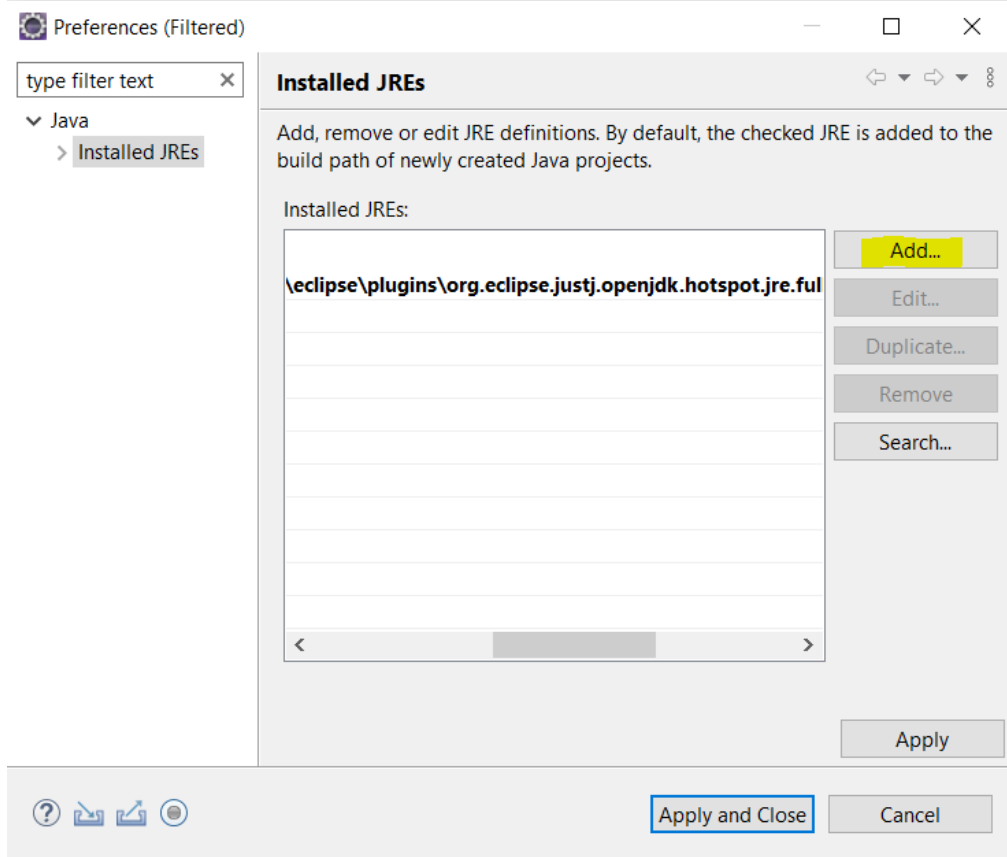 Preferences (Filtered)
type filter text
Java
Installed JREs
Installed JREs
Add, remove or edit JRE definitions. By default, the checked JRE is added to the
build path of newly created Java projects.
Installed JREs:
\eclipse\plugins\org.eclipse.justj.openjdk.hotspot.jre.ful
Add...
Edit...
Duplicate...
Remove
Search...
Apply
Apply and Close
Cancel